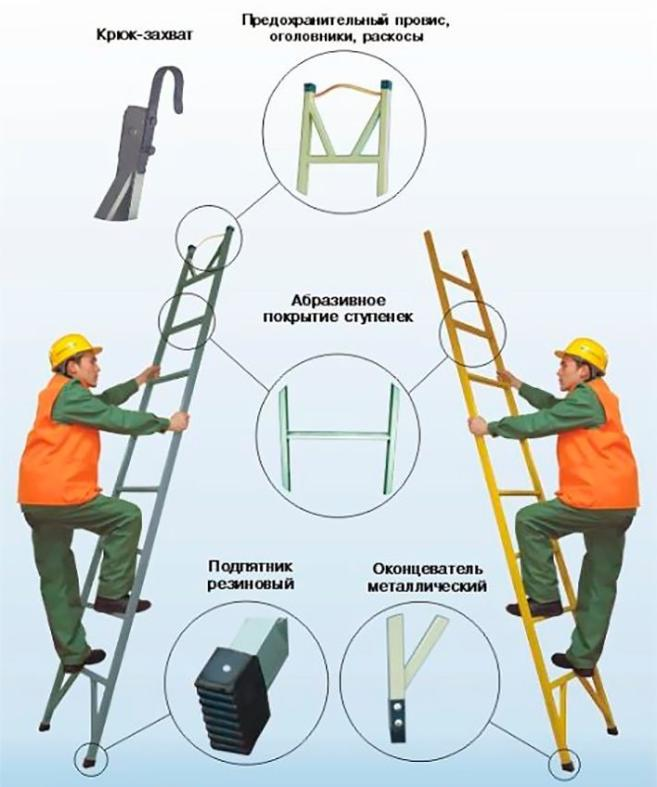 Крюк-захват
Предохранительный провис,
оголовники, раскосы
Абразивное
покрытие ступенек
Подпятник
резиновый
Оконцеватель
металлический